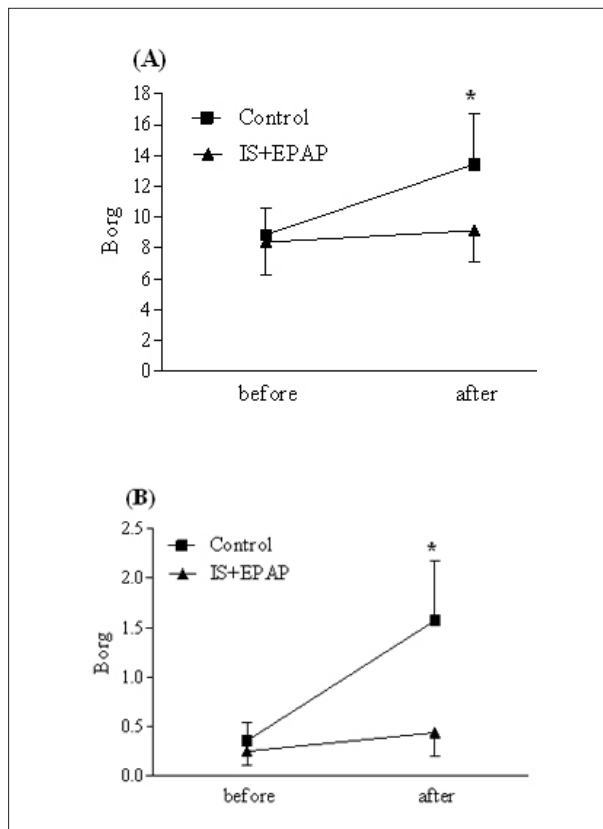 (A)
18
16
14
12
10
8
6
4
2
0
Borg
Control
IS+EPAP
*
before after
(B)
2.5
2.0
1.5
1.0
0.5
0.0
Borg
Control
IS+EPAP
*
before after